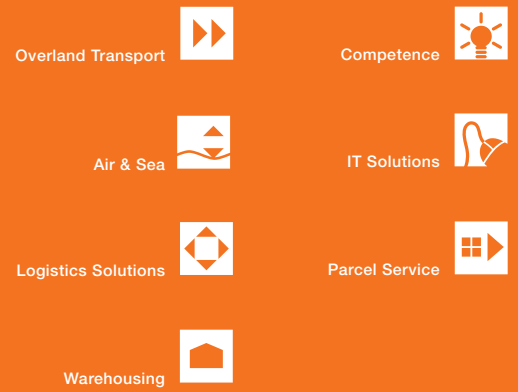 Overland Transport
Competence
Air & Sea
IT Solutions
Logistics Solutions
Parcel Service
Warehousing